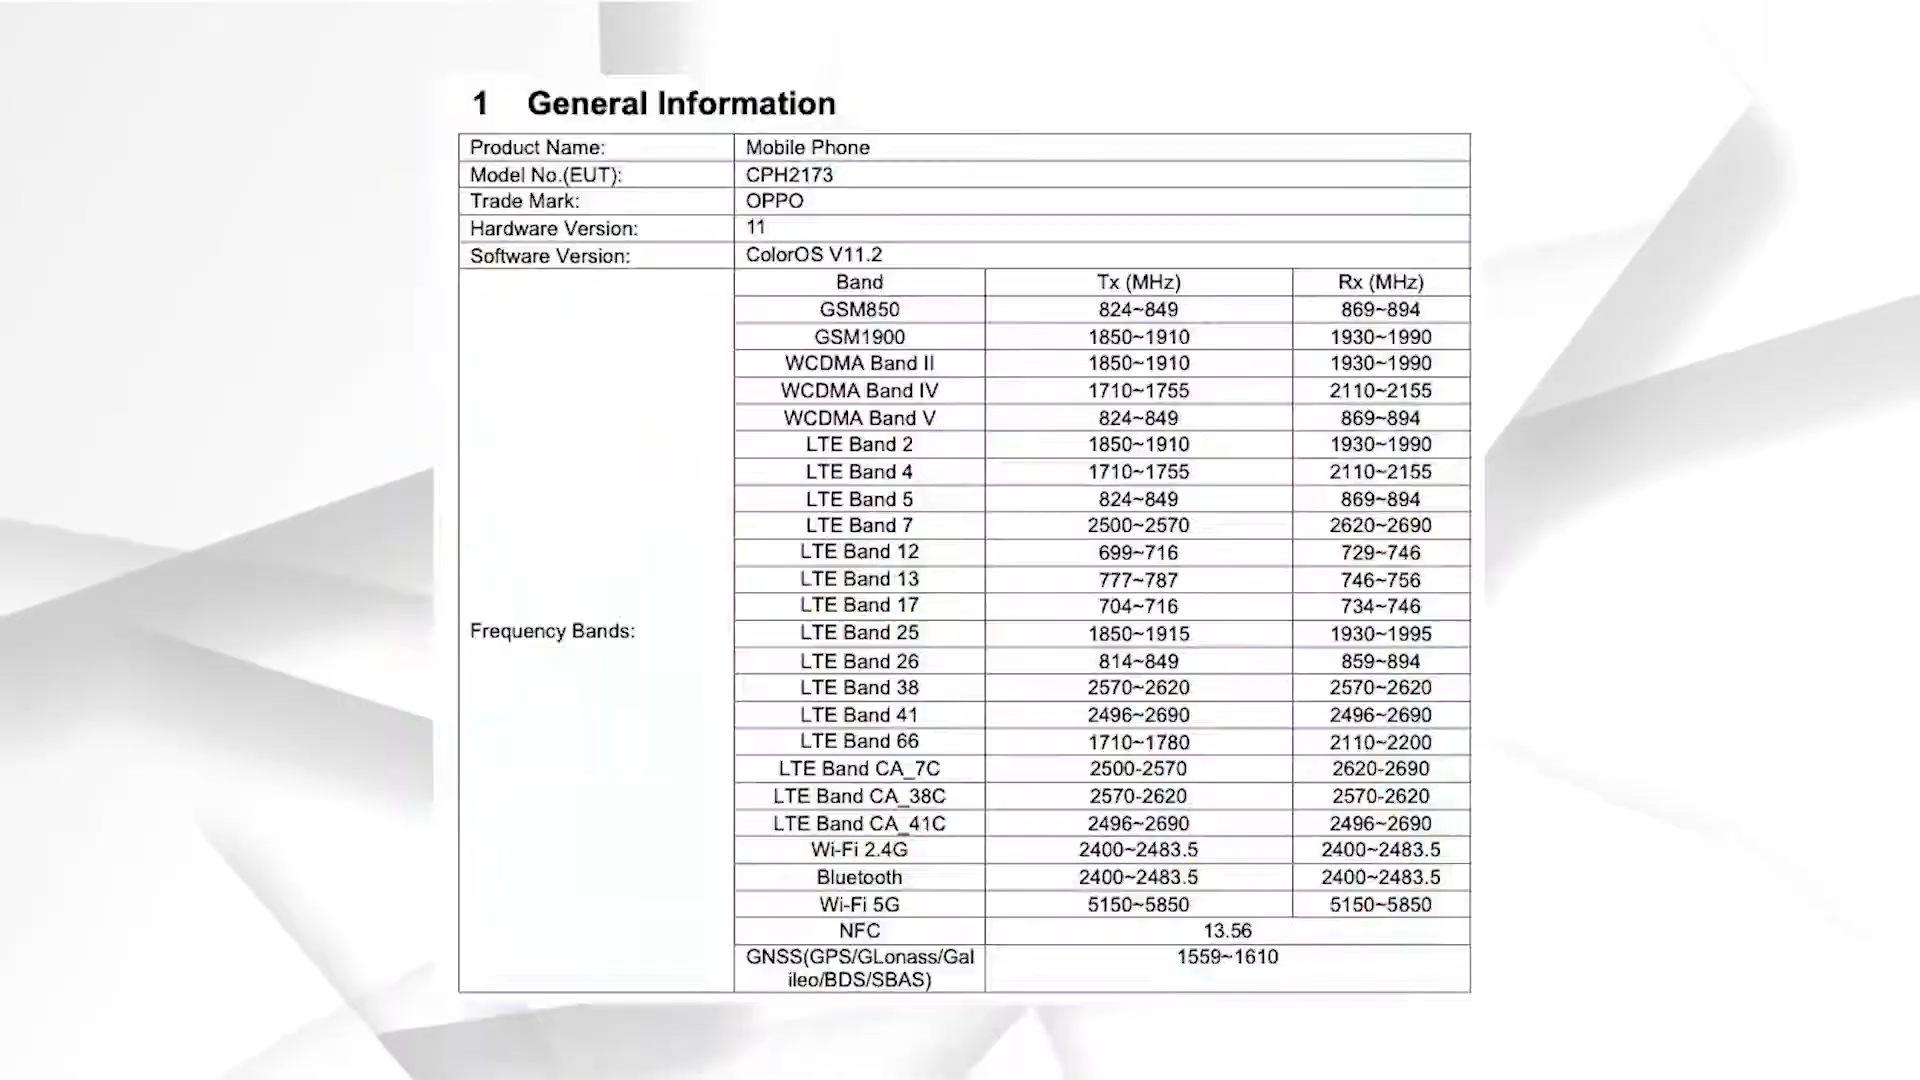 1 General Information
Product Name: Mobile Phone
Model No.(EUT): CPH2173
Trade Mark: OPPO
Hardware Version: 11
Software Version: ColorOS V11.2
Frequency Bands:
Band Tx (MHz) Rx (MHz)
GSM850 824~849 869~894
GSM1900 1850~1910 1930~1990
WCDMA Band II 1850~1910 1930~1990
WCDMA Band IV 1710~1755 2110~2155
WCDMA Band V 824~849 869~894
LTE Band 2 1850~1910 1930~1990
LTE Band 4 1710~1755 2110~2155
LTE Band 5 824~849 869~894
LTE Band 7 2500~2570 2620~2690
LTE Band 12 699~716 729~746
LTE Band 13 777~787 746~756
LTE Band 17 704~716 734~746
LTE Band 25 1850~1915 1930~1995
LTE Band 26 814~849 859~894
LTE Band 38 2570~2620 2570~2620
LTE Band 41 2496~2690 2496~2690
LTE Band 66 1710~1780 2110~2200
LTE Band CA_7C 2500-2570 2620-2690
LTE Band CA_38C 2570-2620 2570-2620
LTE Band CA_41C 2496~2690 2496~2690
Wi-Fi 2.4G 2400~2483.5 2400~2483.5
Bluetooth 2400~2483.5 2400~2483.5
Wi-Fi 5G 5150~5850 5150~5850
NFC 13.56
GNSS(GPS/GLonass/Gal 1559~1610
ileo/BDS/SBAS)